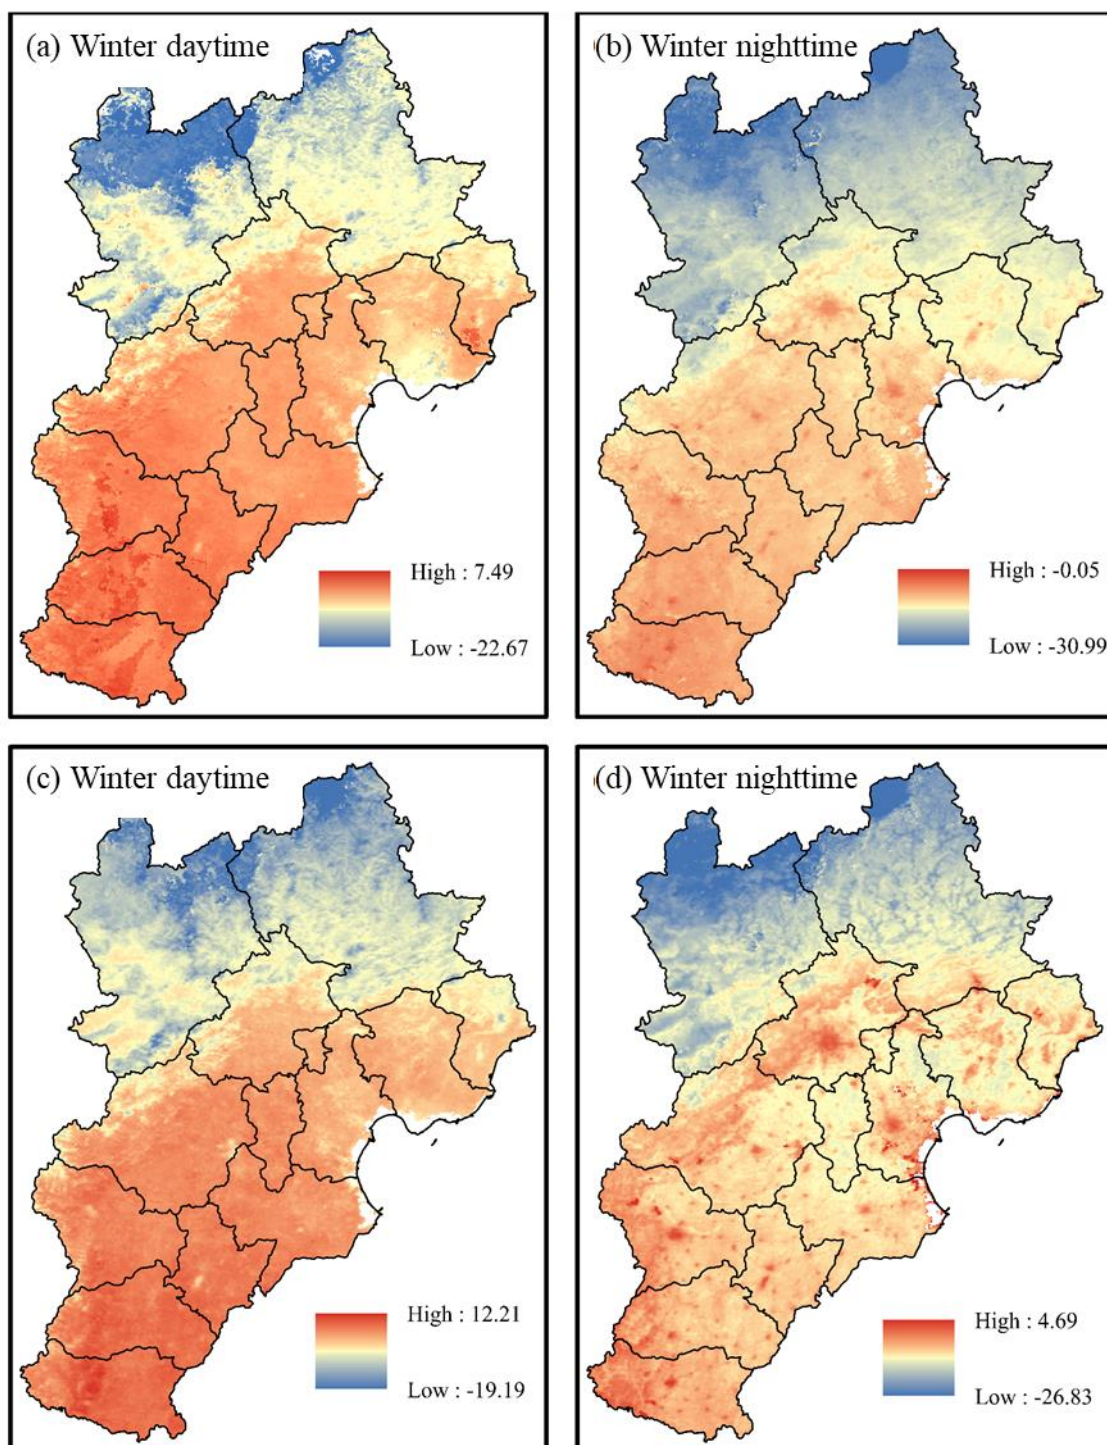 (a) Winter daytime
High : 7.49
Low : -22.67
(b) Winter nighttime
High : -0.05
Low : -30.99
(c) Winter daytime
High : 12.21
Low : -19.19
(d) Winter nighttime
High : 4.69
Low : -26.83